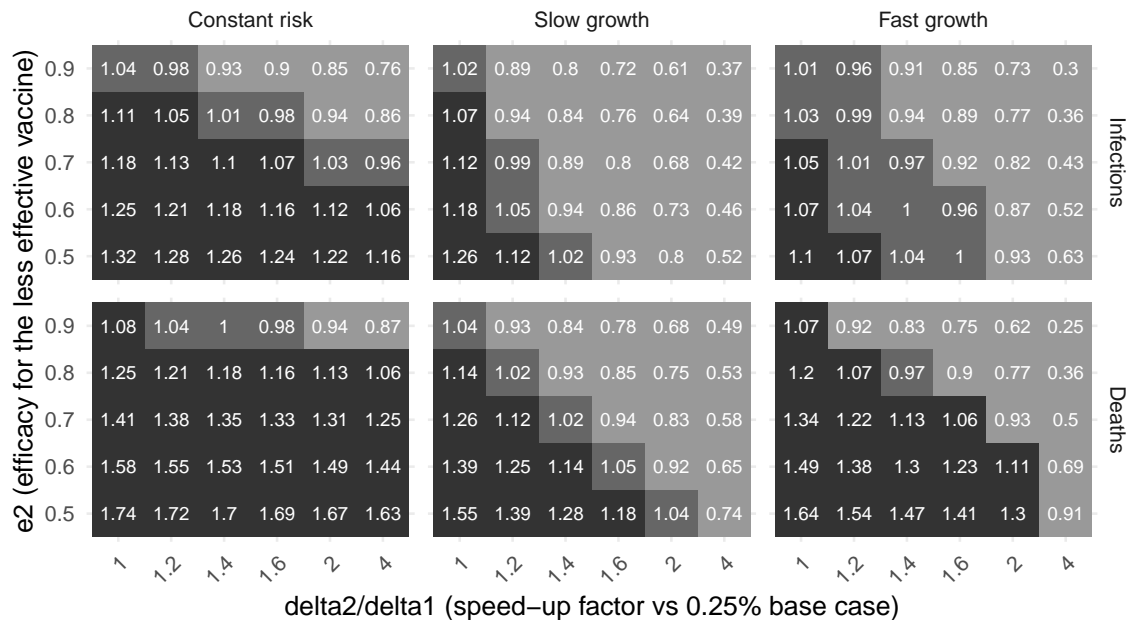 Constant risk
Slow growth
Fast growth
e2 (efficacy for the less effective vaccine)
0.9 1.04 0.98 0.93 0.9 0.85 0.76 1.02 0.89 0.8 0.72 0.61 0.37 1.01 0.96 0.91 0.85 0.73 0.3
0.8 1.11 1.05 1.01 0.98 0.94 0.86 1.07 0.94 0.84 0.76 0.64 0.39 1.03 0.99 0.94 0.89 0.77 0.36
0.7 1.18 1.13 1.1 1.07 1.03 0.96 1.12 0.99 0.89 0.8 0.68 0.42 1.05 1.01 0.97 0.92 0.82 0.43
0.6 1.25 1.21 1.18 1.16 1.12 1.06 1.18 1.05 0.94 0.86 0.73 0.46 1.07 1.04 1 0.96 0.87 0.52
0.5 1.32 1.28 1.26 1.24 1.22 1.16 1.26 1.12 1.02 0.93 0.8 0.52 1.1 1.07 1.04 1 0.93 0.63
Infections
0.9 1.08 1.04 1 0.98 0.94 0.87 1.04 0.93 0.84 0.78 0.68 0.49 1.07 0.92 0.83 0.75 0.62 0.25
0.8 1.25 1.21 1.18 1.16 1.13 1.06 1.14 1.02 0.93 0.85 0.75 0.53 1.2 1.07 0.97 0.9 0.77 0.36
0.7 1.41 1.38 1.35 1.33 1.31 1.25 1.26 1.12 1.02 0.94 0.83 0.58 1.34 1.22 1.13 1.06 0.93 0.5
0.6 1.58 1.55 1.53 1.51 1.49 1.44 1.39 1.25 1.14 1.05 0.92 0.65 1.49 1.38 1.3 1.23 1.11 0.69
0.5 1.74 1.72 1.7 1.69 1.67 1.63 1.55 1.39 1.28 1.18 1.04 0.74 1.64 1.54 1.47 1.41 1.3 0.91
Deaths
1 1.2 1.4 1.6 2 4 1 1.2 1.4 1.6 2 4 1 1.2 1.4 1.6 2 4
delta2/delta1 (speed−up factor vs 0.25% base case)